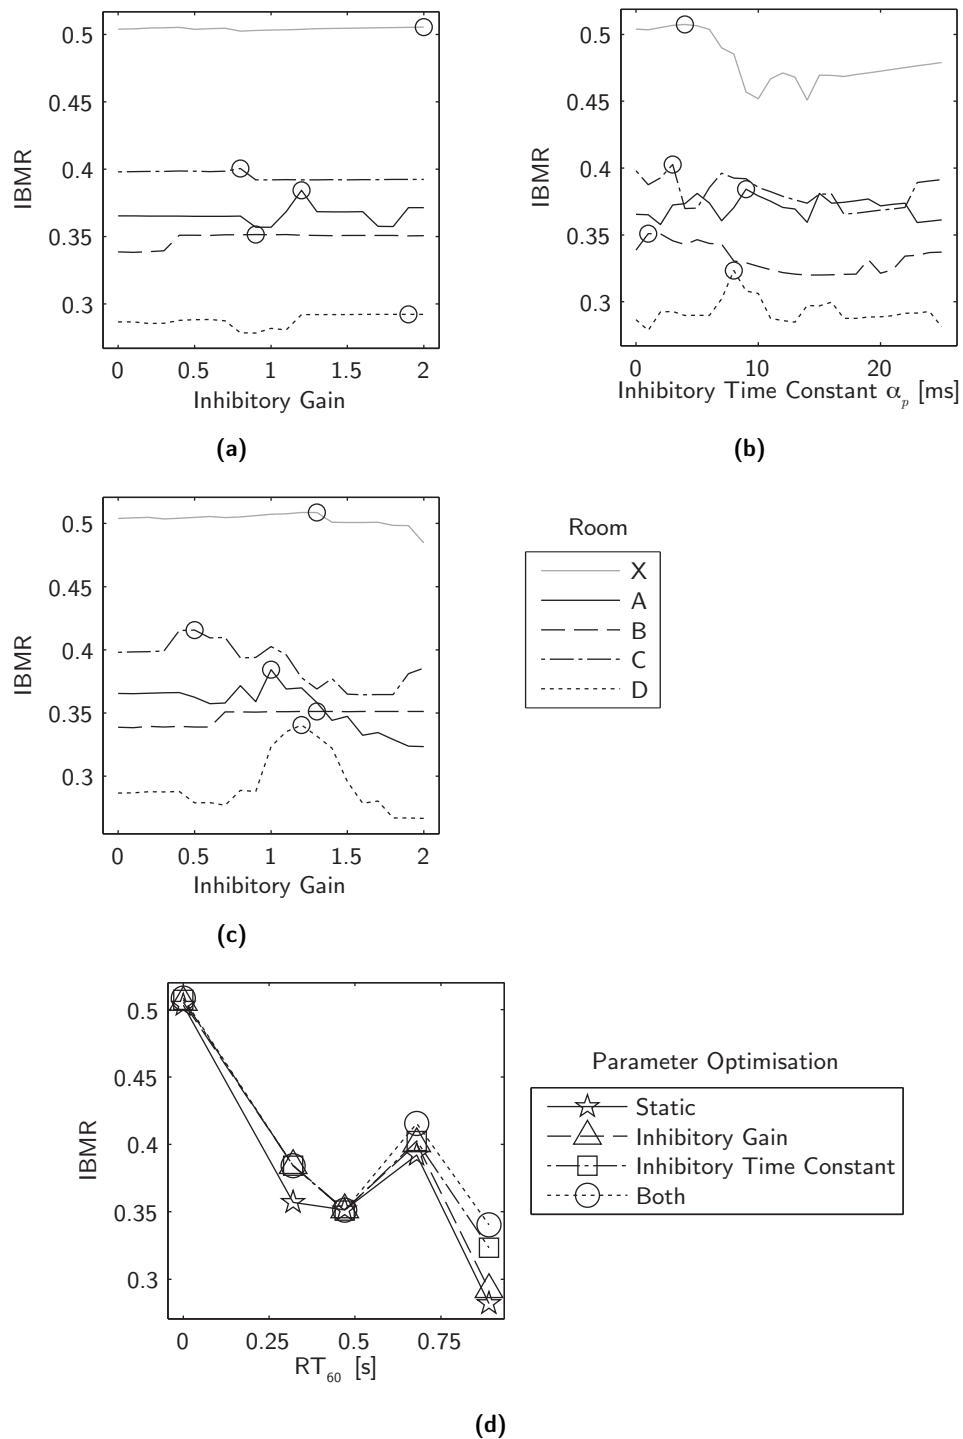 0.5
0.45
0.4
0.35
0.3
IBMR
0 0.5 1 1.5 2
Inhibitory Gain
(a)
0.5
0.45
0.4
0.35
0.3
IBMR
0 10 20
Inhibitory Time Constant αp [ms]
(b)
0.5
0.45
0.4
0.35
0.3
IBMR
0 0.5 1 1.5 2
Inhibitory Gain
(c)
Room
X
A
B
C
D
0.5
0.45
0.4
0.35
0.3
IBMR
0 0.25 0.5 0.75
RT60 [s]
(d)
Parameter Optimisation
Static
Inhibitory Gain
Inhibitory Time Constant
Both